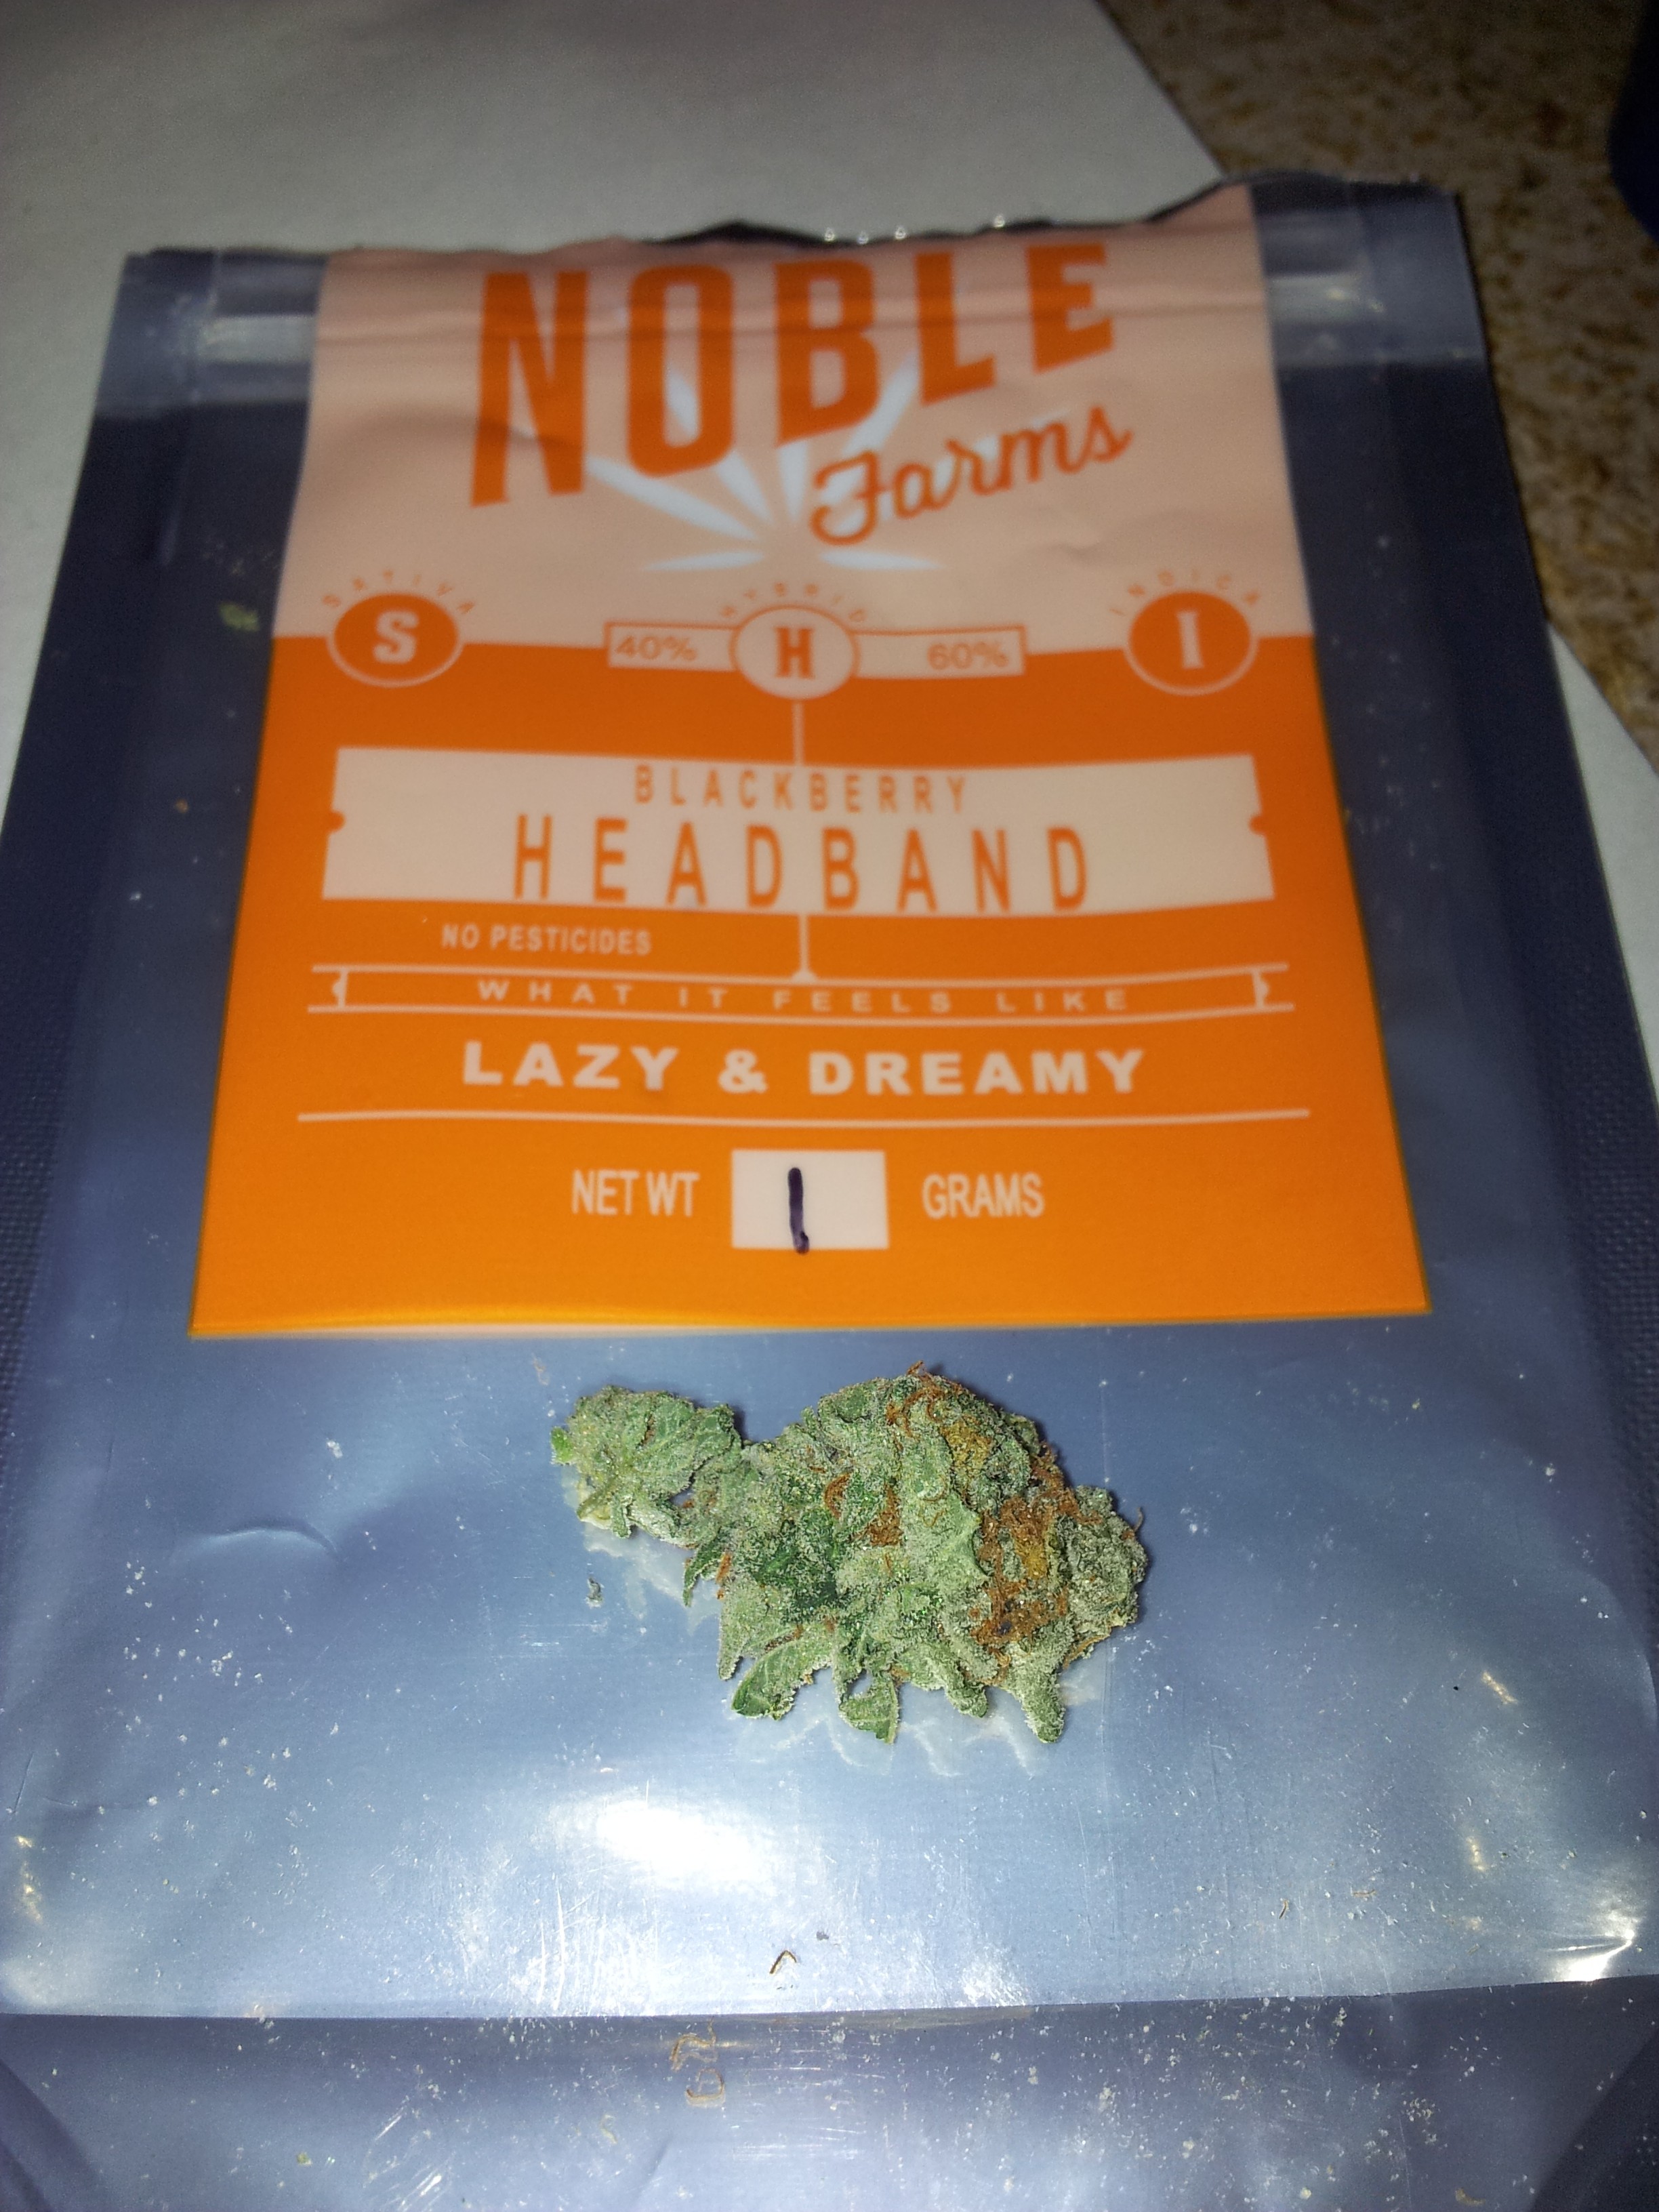 NOBLE
Farms
SATIVA HYBRID INDICA
S 40% H 60% I
BLACKBERRY
HEADBAND
NO PESTICIDES
WHAT IT FEELS LIKE
LAZY & DREAMY
NET WT 1 GRAMS